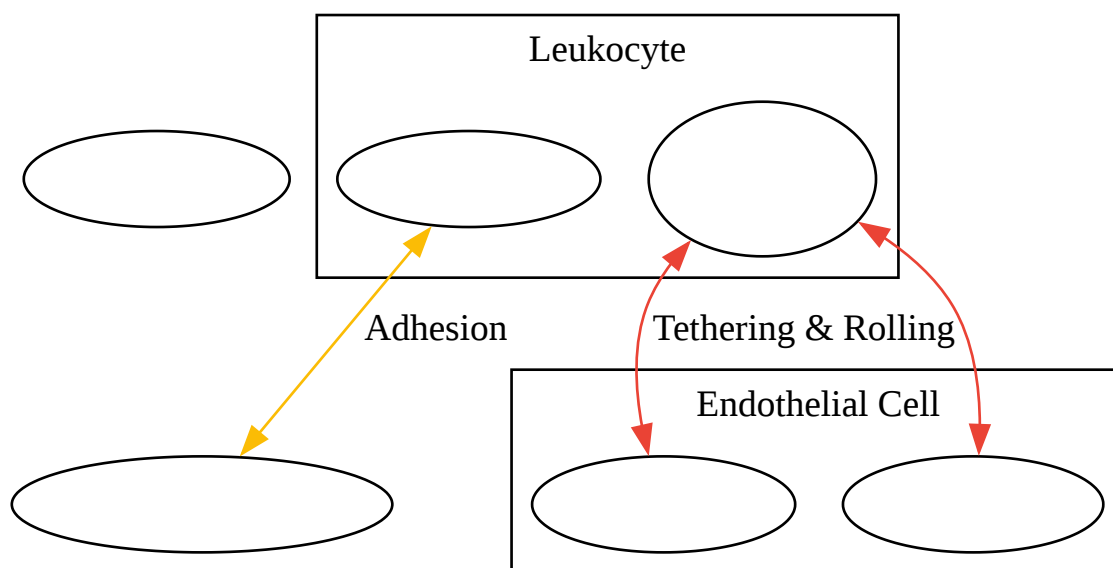 Leukocyte
Adhesion
Tethering & Rolling
Endothelial Cell